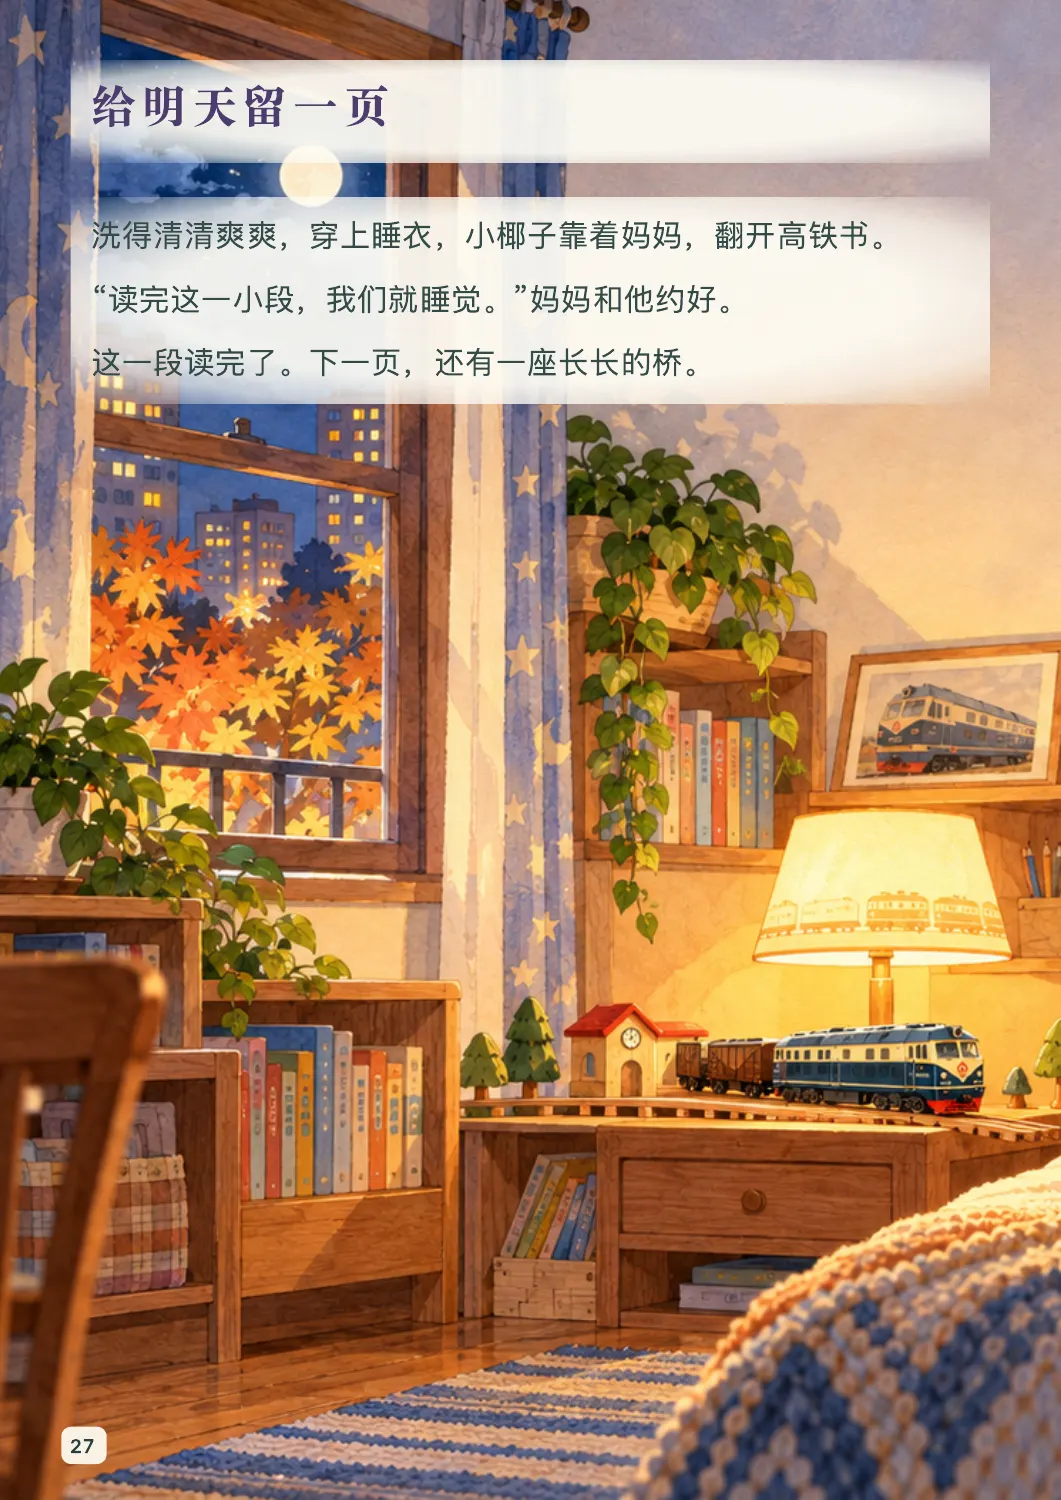 给明天留一页
洗得清清爽爽，穿上睡衣，小椰子靠着妈妈，翻开高铁书。
“读完这一小段，我们就睡觉。”妈妈和他约好。
这一段读完了。下一页，还有一座长长的桥。
27